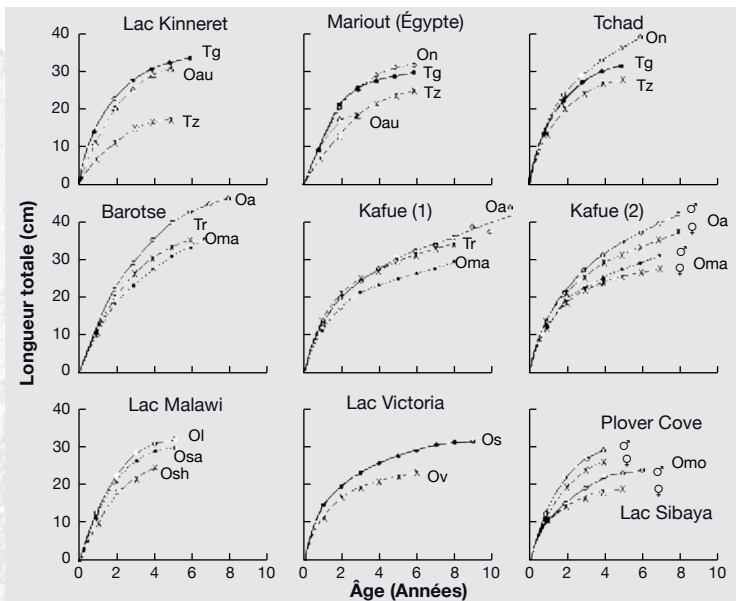 Longueur totale (cm)
Lac Kinneret
40
30
20
10
0
Tg
Oau
Tz
Mariout (Égypte)
On
Tg
Tz
Oau
Tchad
On
Tg
Tz
Barotse
40
30
20
10
0
Oa
Tr
Oma
Kafue (1)
Oa
Tr
Oma
Kafue (2)
♂
Oa
♀
♂
Oma
♀
Lac Malawi
40
30
20
10
0
Ol
Osa
Osh
0 2 4 6 8 10
Lac Victoria
Os
Ov
0 2 4 6 8 10
Plover Cove
♂
♀
Omo
♂
♀
Lac Sibaya
0 2 4 6 8 10
Âge (Années)